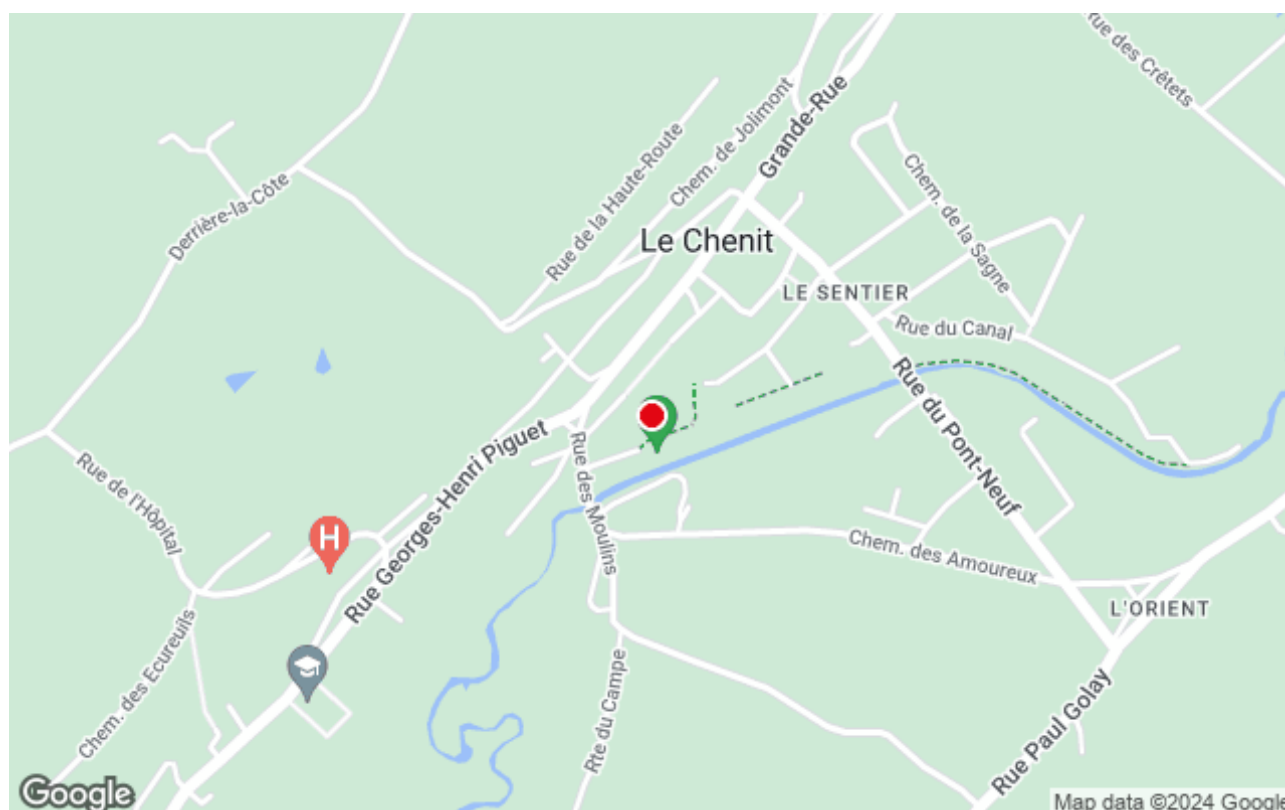 Rue des Crêtets
Grande-Rue
Chem. de Jolimont
Rue de la Haute-Route
Derrière-la-Côte
Chem. de la Sagne
Le Chenit
LE SENTIER
Rue du Canal
Rue du Pont-Neuf
Rue Georges-Henri Piguet
Rue des Moulins
Rue de l'Hôpital
H
Chem. des Amoureux
L'ORIENT
Chem. des Ecureuils
Rte du Campe
Rue Paul Golay
Google
Map data ©2024 Google